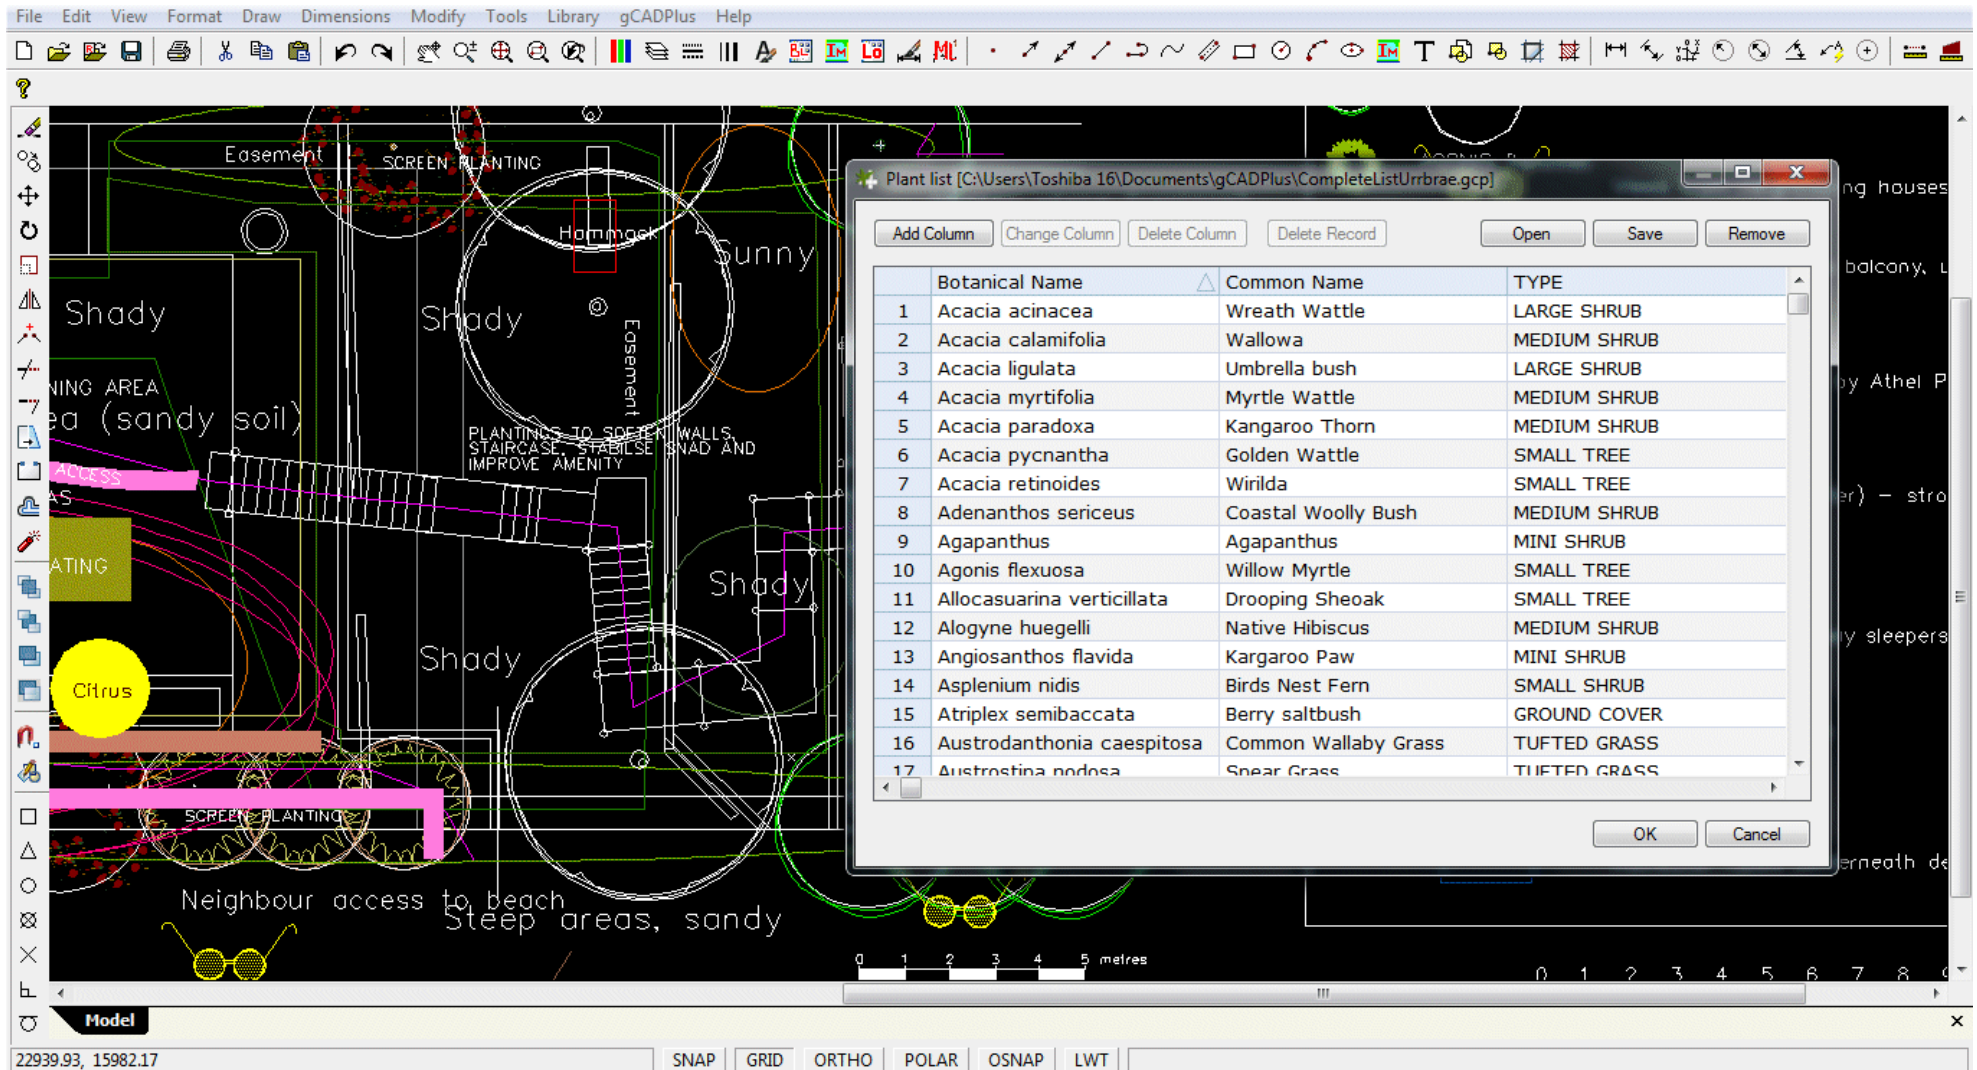 File Edit View Format Draw Dimensions Modify Tools Library gCADPlus Help
Easement
SCREEN PLANTING
Hammock
Sunny
Shady
Shady
Easement
NING AREA
ea (sandy soil)
PLANTINGS TO SOFTEN WALLS,
STAIRCASE, STABILSE SNAD AND
IMPROVE AMENITY
ACCESS
AS
ATING
Shady
Shady
Citrus
SCREEN PLANTING
Neighbour access to beach
Steep areas, sandy
0 1 2 3 4 5 metres
0 1 2 3 4 5 6 7 8
ng houses
balcony, L
by Athel P
er) – stro
y sleepers
erneath de
Plant list [C:\Users\Toshiba 16\Documents\gCADPlus\CompleteListUrrbrae.gcp]
Add Column Change Column Delete Column Delete Record Open Save Remove
Botanical Name Common Name TYPE
1 Acacia acinacea Wreath Wattle LARGE SHRUB
2 Acacia calamifolia Wallowa MEDIUM SHRUB
3 Acacia ligulata Umbrella bush LARGE SHRUB
4 Acacia myrtifolia Myrtle Wattle MEDIUM SHRUB
5 Acacia paradoxa Kangaroo Thorn MEDIUM SHRUB
6 Acacia pycnantha Golden Wattle SMALL TREE
7 Acacia retinoides Wirilda SMALL TREE
8 Adenanthos sericeus Coastal Woolly Bush MEDIUM SHRUB
9 Agapanthus Agapanthus MINI SHRUB
10 Agonis flexuosa Willow Myrtle SMALL TREE
11 Allocasuarina verticillata Drooping Sheoak SMALL TREE
12 Alogyne huegelli Native Hibiscus MEDIUM SHRUB
13 Angiosanthos flavida Kargaroo Paw MINI SHRUB
14 Asplenium nidis Birds Nest Fern SMALL SHRUB
15 Atriplex semibaccata Berry saltbush GROUND COVER
16 Austrodanthonia caespitosa Common Wallaby Grass TUFTED GRASS
17 Austrostipa nodosa Spear Grass TUFTED GRASS
OK Cancel
Model
22939.93, 15982.17 SNAP GRID ORTHO POLAR OSNAP LWT